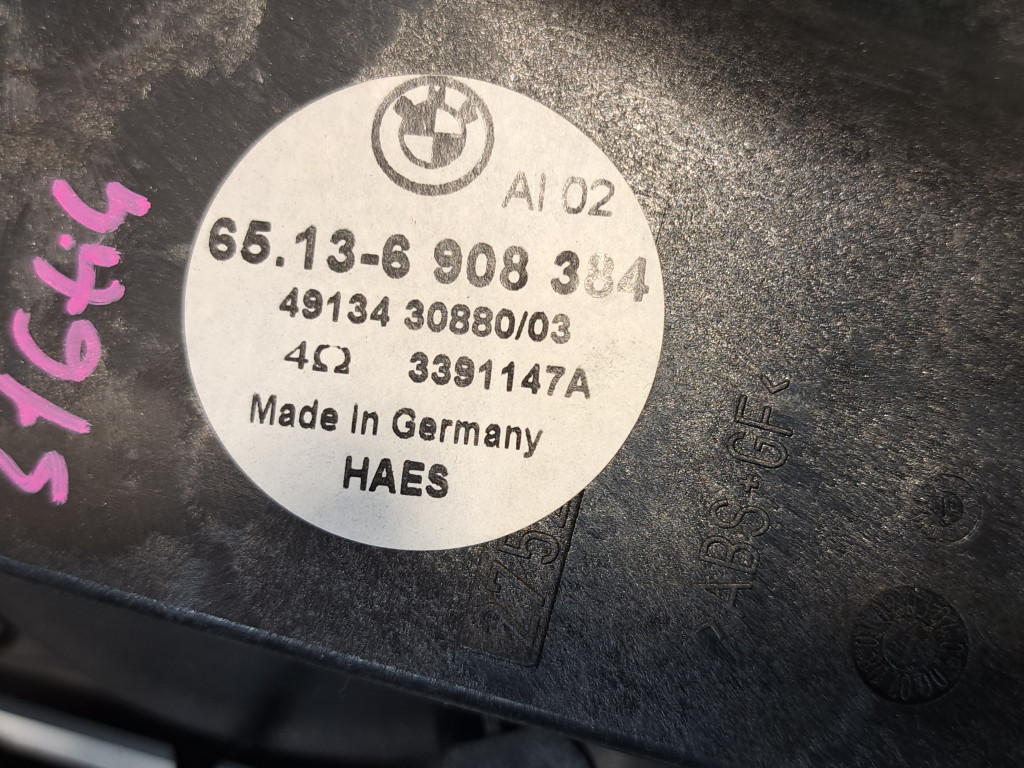 AI 02
65.13-6 908 384
49134 30880/03
4Ω 3391147A
Made In Germany
HAES
>ABS+GF<